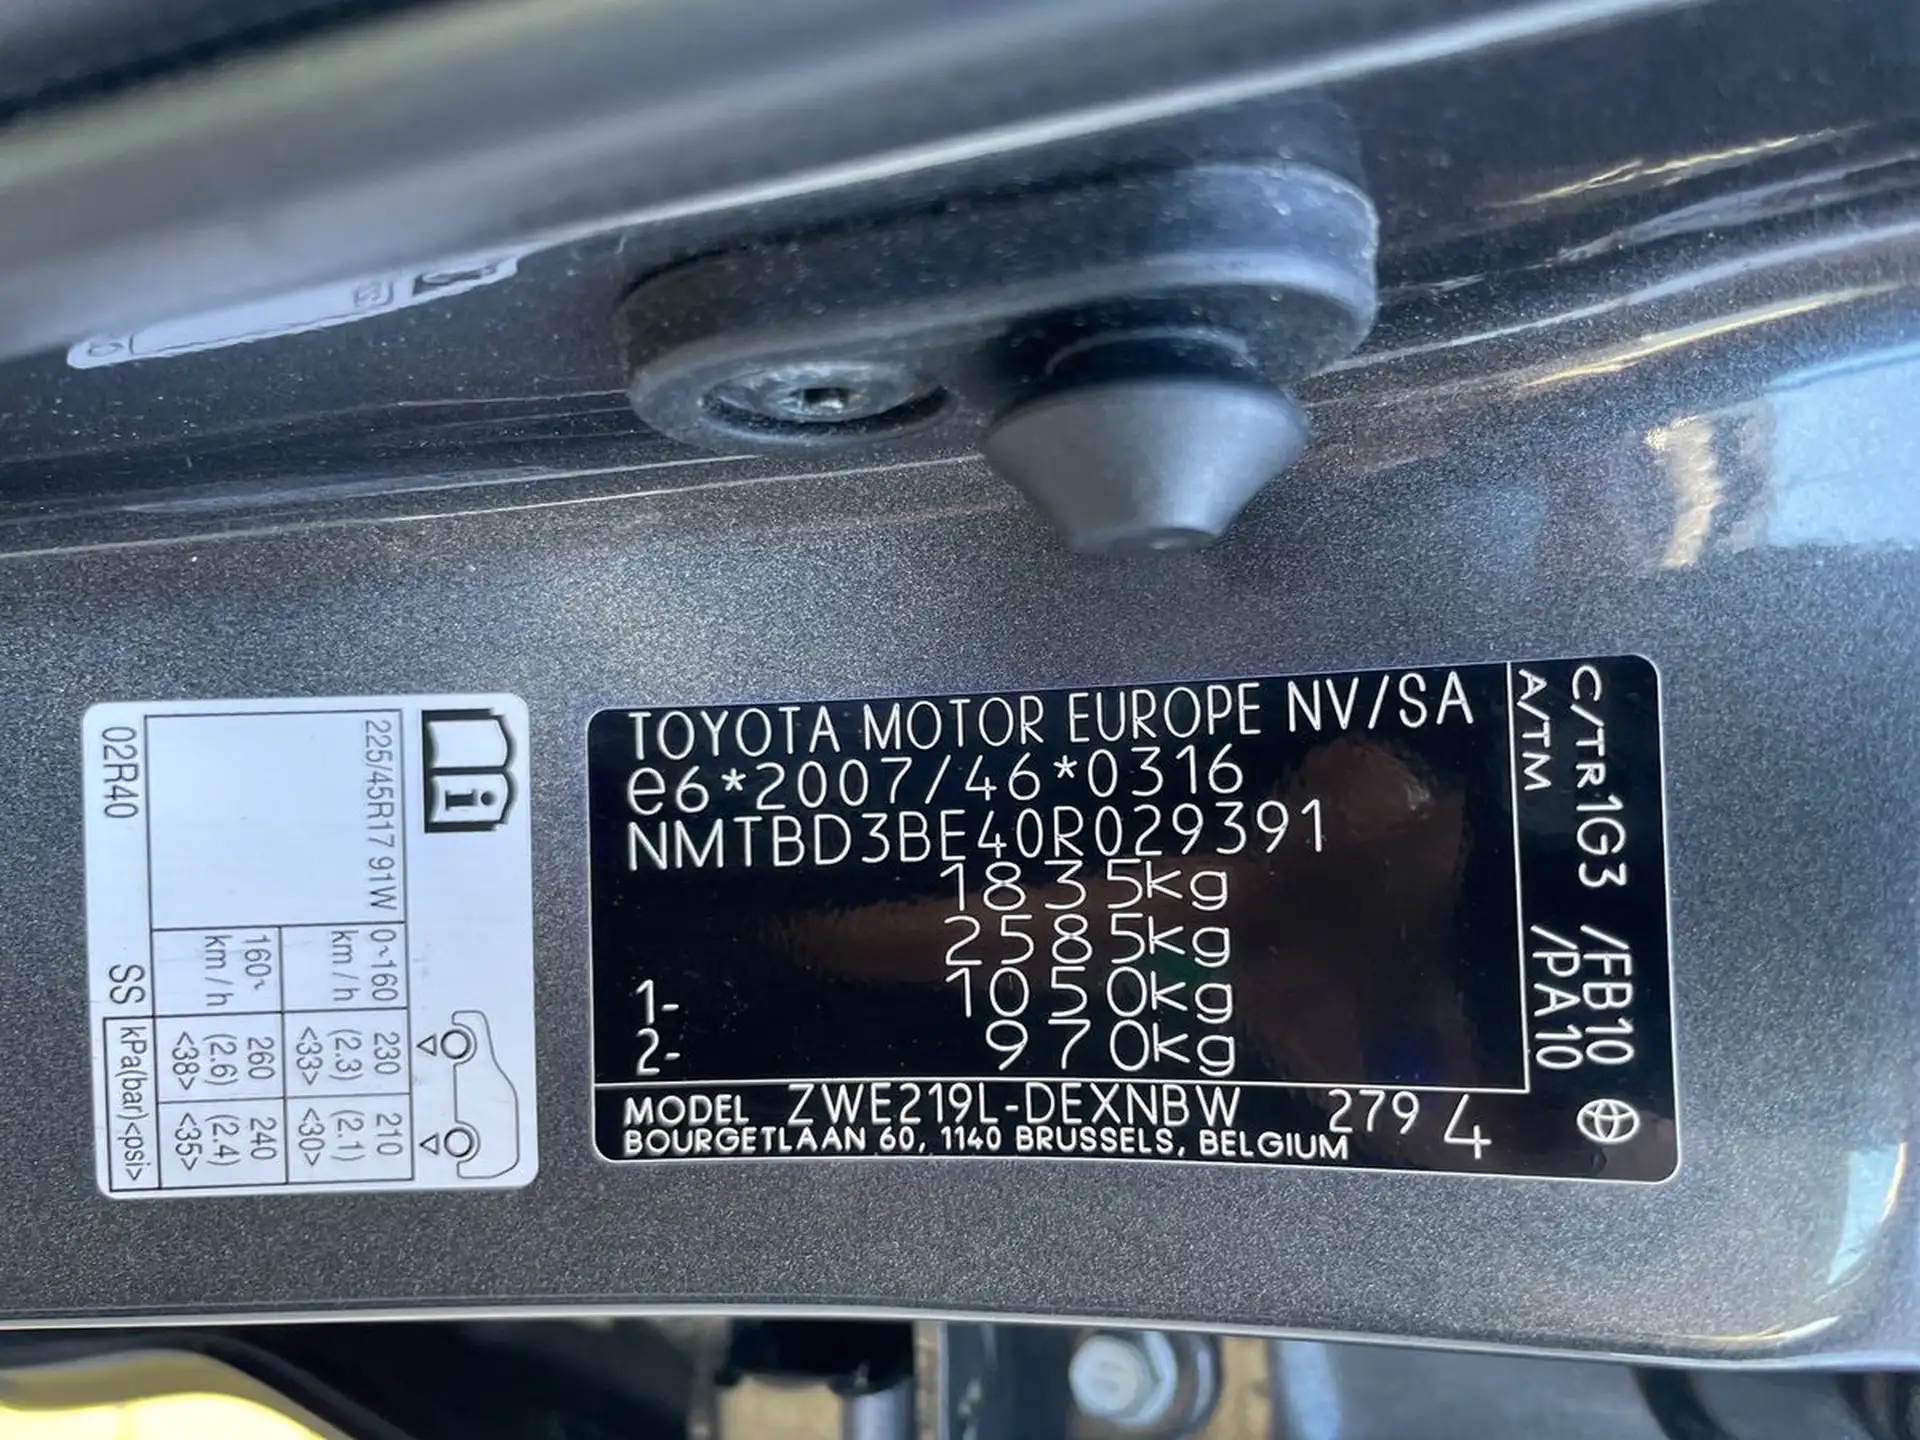 TOYOTA MOTOR EUROPE NV/SA
e6*2007/46*0316
NMTBD3BE40R029391
1835kg
2585kg
1- 1050kg
2- 970kg
MODEL ZWE219L-DEXNBW 279 4
BOURGETLAAN 60, 1140 BRUSSELS, BELGIUM
C/TR1G3 /FB10
A/TM /PA10
i
225/45R17 91W
0~160 km/h
230 (2.3) <33>
210 (2.1) <30>
160~ km/h
260 (2.6) <38>
240 (2.4) <35>
02R40 SS kPa(bar)<psi>